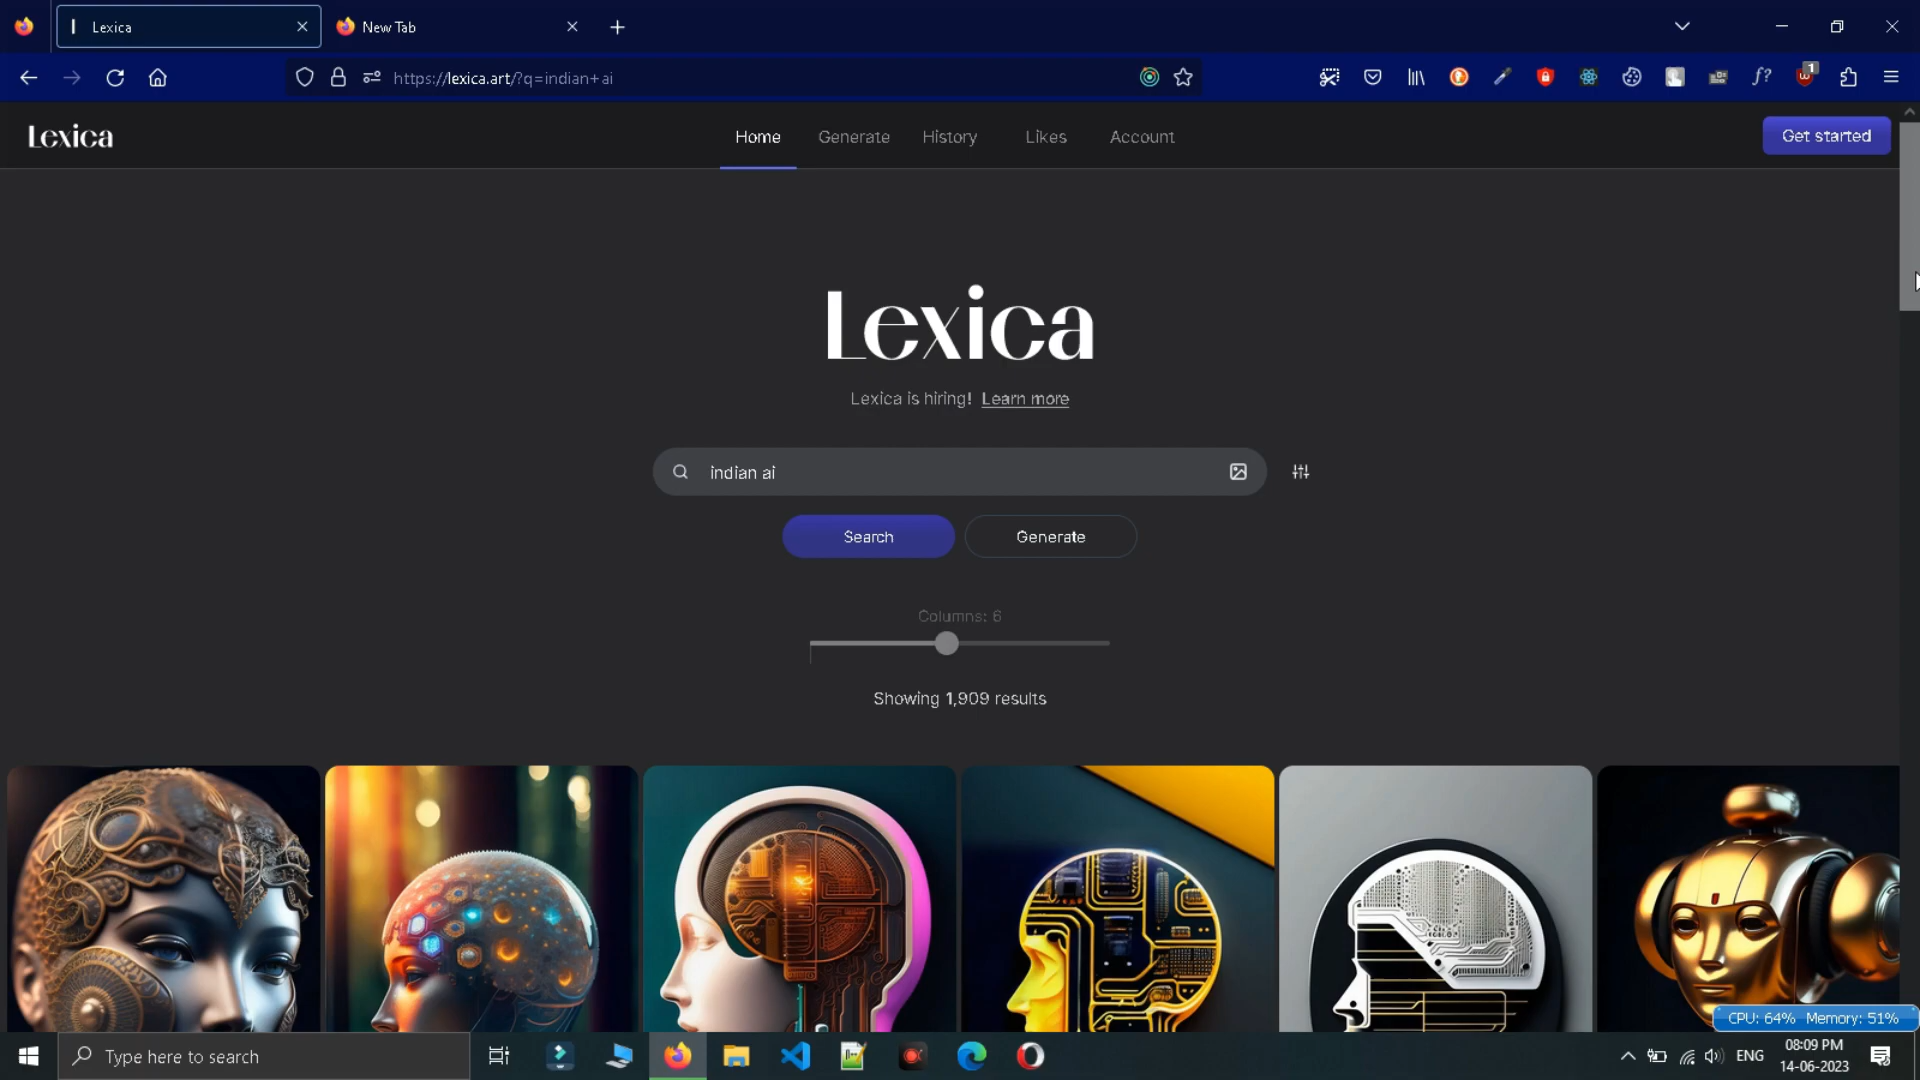 Lexica
New Tab
https://lexica.art/?q=indian+ai
1
Lexica
Home
Generate
History
Likes
Account
Get started
Lexica
Lexica is hiring! Learn more
indian ai
Search
Generate
Columns: 6
Showing 1,909 results
CPU: 64% Memory: 51%
Type here to search
ENG
08:09 PM
14-06-2023